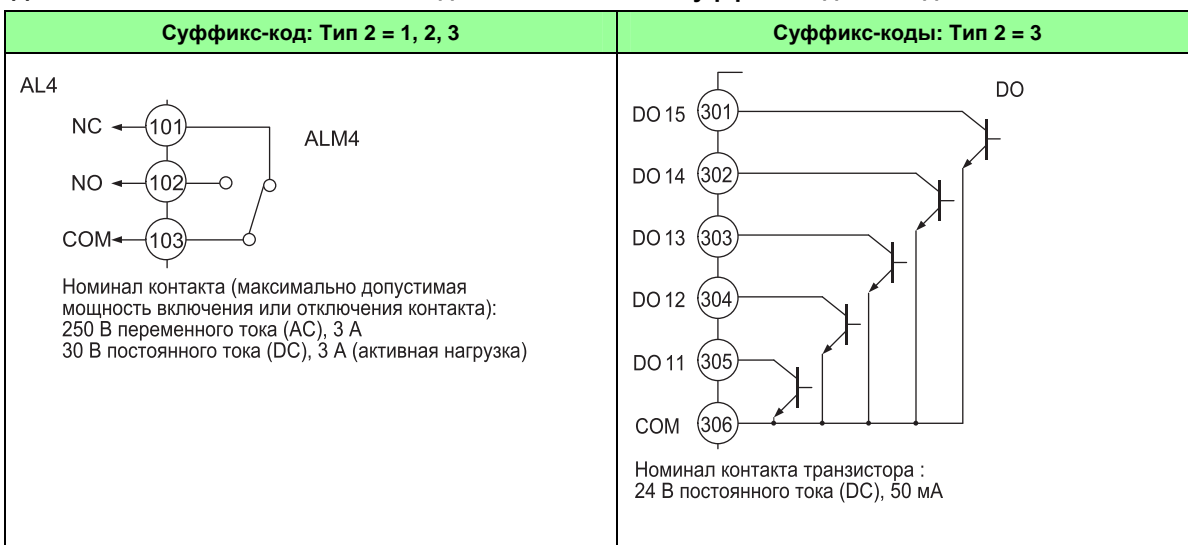 Суффикс-код: Тип 2 = 1, 2, 3
AL4
NC 101
ALM4
NO 102
COM 103
Номинал контакта (максимально допустимая
мощность включения или отключения контакта):
250 В переменного тока (AC), 3 А
30 В постоянного тока (DC), 3 А (активная нагрузка)
Суффикс-коды: Тип 2 = 3
DO
DO 15 301
DO 14 302
DO 13 303
DO 12 304
DO 11 305
COM 306
Номинал контакта транзистора :
24 В постоянного тока (DC), 50 мА